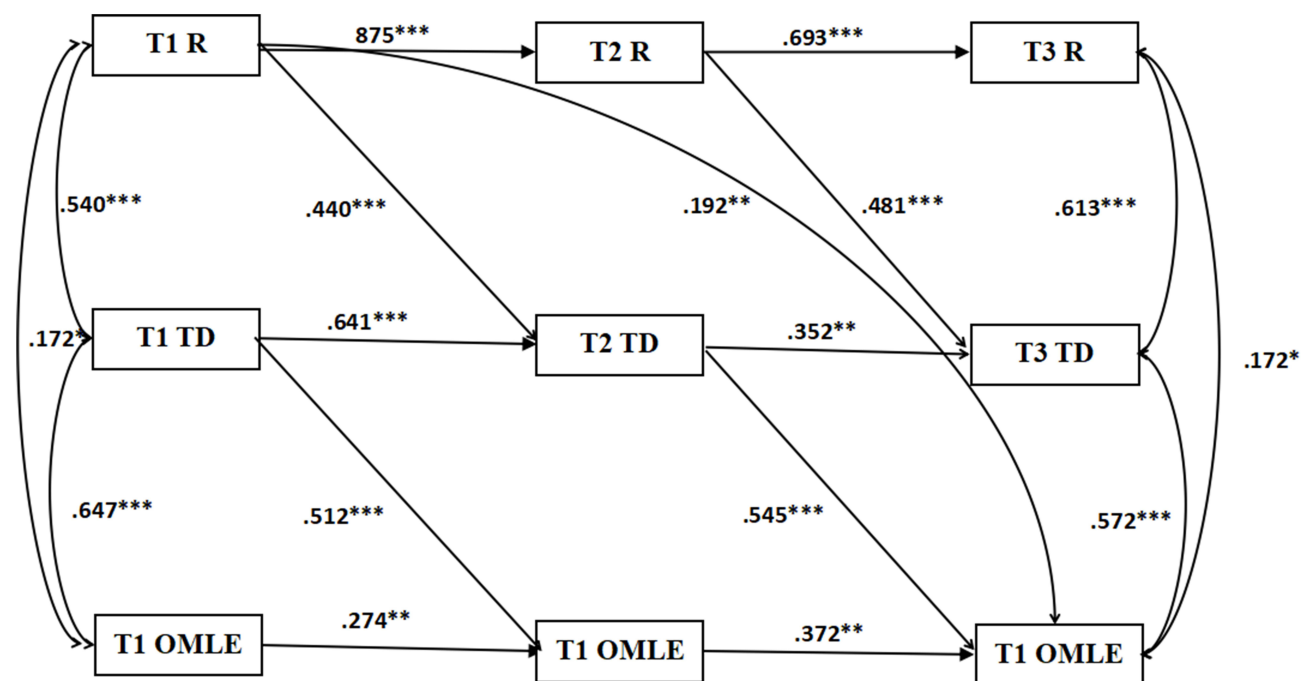 T1 R
875***
T2 R
.693***
T3 R
.540***
.440***
.192**
.481***
.613***
.172*
T1 TD
.641***
T2 TD
.352**
T3 TD
.172*
.647***
.512***
.545***
.572***
T1 OMLE
.274**
T1 OMLE
.372**
T1 OMLE